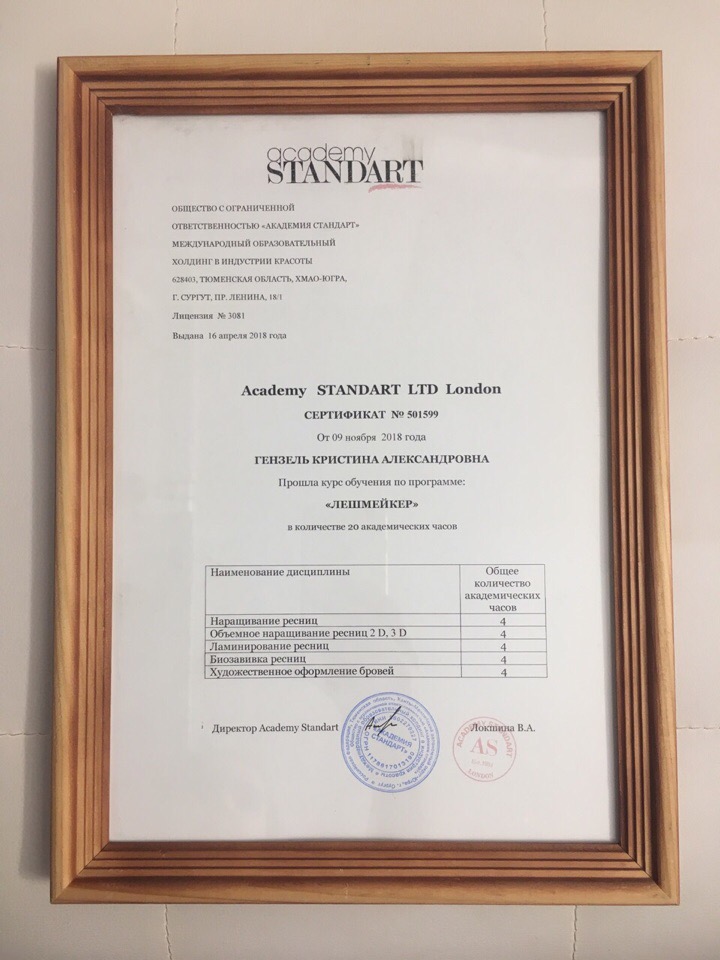 academy
STANDART
ОБЩЕСТВО С ОГРАНИЧЕННОЙ
ОТВЕТСТВЕННОСТЬЮ «АКАДЕМИЯ СТАНДАРТ»
МЕЖДУНАРОДНЫЙ ОБРАЗОВАТЕЛЬНЫЙ
ХОЛДИНГ В ИНДУСТРИИ КРАСОТЫ
628403, ТЮМЕНСКАЯ ОБЛАСТЬ, ХМАО-ЮГРА,
Г. СУРГУТ, ПР. ЛЕНИНА, 18/1
Лицензия № 3081
Выдана 16 апреля 2018 года
Academy STANDART LTD London
СЕРТИФИКАТ № 501599
От 09 ноября 2018 года
ГЕНЗЕЛЬ КРИСТИНА АЛЕКСАНДРОВНА
Прошла курс обучения по программе:
«ЛЕШМЕЙКЕР»
в количестве 20 академических часов
Наименование дисциплины
Общее
количество
академических
часов
Наращивание ресниц 4
Объемное наращивание ресниц 2 D, 3 D 4
Ламинирование ресниц 4
Биозавивка ресниц 4
Художественное оформление бровей 4
Директор Academy Standart Локшина В.А.
АКАДЕМИЯ
СТАНДАРТ
ACADEMY STANDART
AS
LONDON